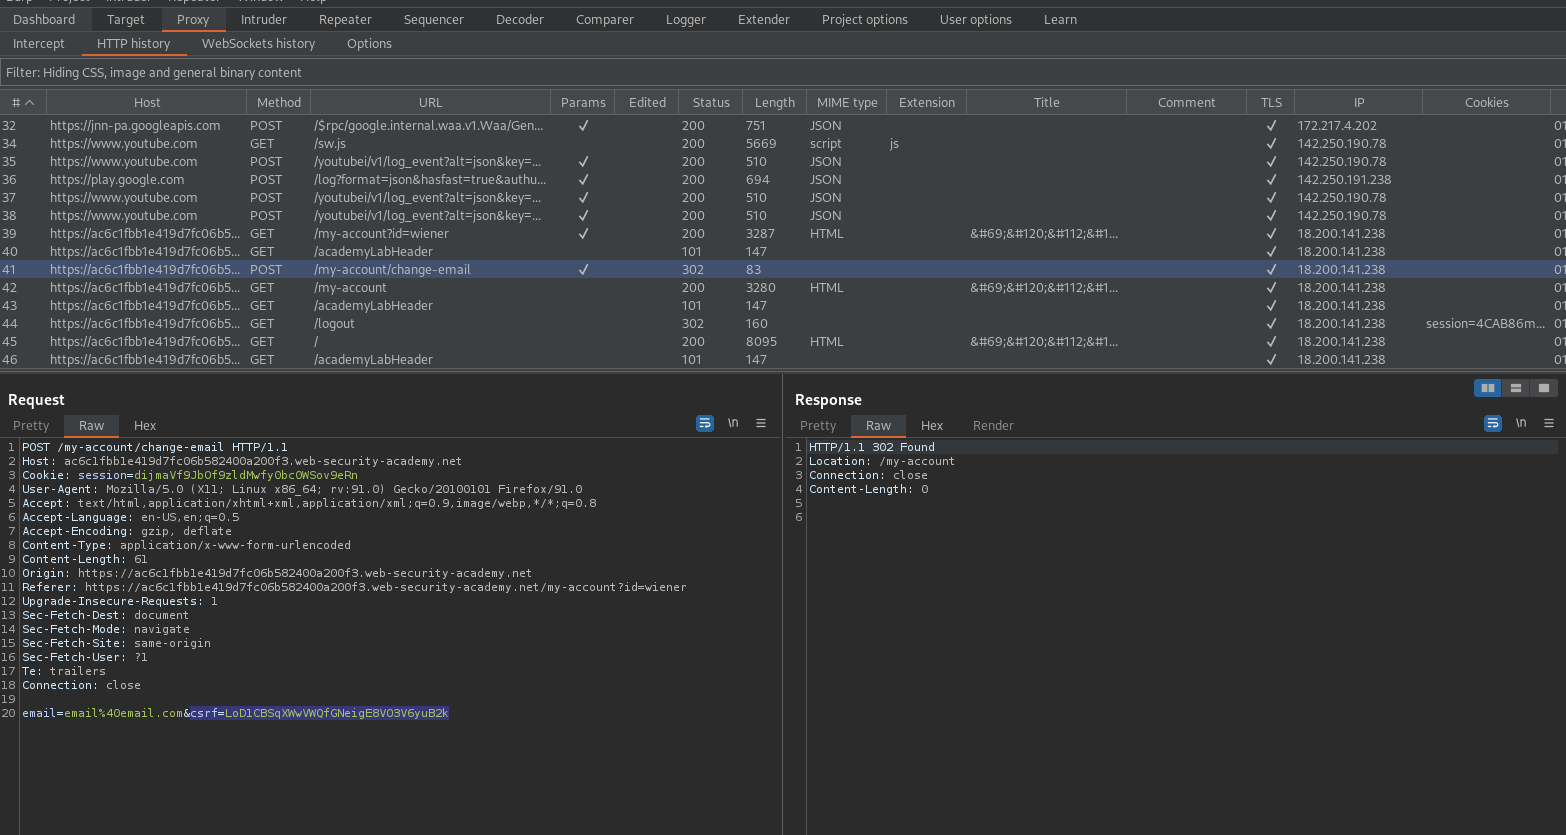 Dashboard Target Proxy Intruder Repeater Sequencer Decoder Comparer Logger Extender Project options User options Learn
Intercept HTTP history WebSockets history Options
Filter: Hiding CSS, image and general binary content
# Host Method URL Params Edited Status Length MIME type Extension Title Comment TLS IP Cookies
32 https://jnn-pa.googleapis.com POST /$rpc/google.internal.waa.v1.Waa/Gen... ✓ 200 751 JSON ✓ 172.217.4.202 01
34 https://www.youtube.com GET /sw.js 200 5669 script js ✓ 142.250.190.78 01
35 https://www.youtube.com POST /youtubei/v1/log_event?alt=json&key=... ✓ 200 510 JSON ✓ 142.250.190.78 01
36 https://play.google.com POST /log?format=json&hasfast=true&authu... ✓ 200 694 JSON ✓ 142.250.191.238 01
37 https://www.youtube.com POST /youtubei/v1/log_event?alt=json&key=... ✓ 200 510 JSON ✓ 142.250.190.78 01
38 https://www.youtube.com POST /youtubei/v1/log_event?alt=json&key=... ✓ 200 510 JSON ✓ 142.250.190.78 01
39 https://ac6c1fbb1e419d7fc06b5... GET /my-account?id=wiener ✓ 200 3287 HTML &#69;&#120;&#112;&#1... ✓ 18.200.141.238 01
40 https://ac6c1fbb1e419d7fc06b5... GET /academyLabHeader 101 147 ✓ 18.200.141.238 01
41 https://ac6c1fbb1e419d7fc06b5... POST /my-account/change-email ✓ 302 83 ✓ 18.200.141.238 01
42 https://ac6c1fbb1e419d7fc06b5... GET /my-account 200 3280 HTML &#69;&#120;&#112;&#1... ✓ 18.200.141.238 01
43 https://ac6c1fbb1e419d7fc06b5... GET /academyLabHeader 101 147 ✓ 18.200.141.238 01
44 https://ac6c1fbb1e419d7fc06b5... GET /logout 302 160 ✓ 18.200.141.238 session=4CAB86m... 01
45 https://ac6c1fbb1e419d7fc06b5... GET / 200 8095 HTML &#69;&#120;&#112;&#1... ✓ 18.200.141.238 01
46 https://ac6c1fbb1e419d7fc06b5... GET /academyLabHeader 101 147 ✓ 18.200.141.238 01
Request
Pretty Raw Hex \n
1 POST /my-account/change-email HTTP/1.1
2 Host: ac6c1fbb1e419d7fc06b582400a200f3.web-security-academy.net
3 Cookie: session=dijmaVf9JbOf9zldMwfy0bc0WSov9eRn
4 User-Agent: Mozilla/5.0 (X11; Linux x86_64; rv:91.0) Gecko/20100101 Firefox/91.0
5 Accept: text/html,application/xhtml+xml,application/xml;q=0.9,image/webp,*/*;q=0.8
6 Accept-Language: en-US,en;q=0.5
7 Accept-Encoding: gzip, deflate
8 Content-Type: application/x-www-form-urlencoded
9 Content-Length: 61
10 Origin: https://ac6c1fbb1e419d7fc06b582400a200f3.web-security-academy.net
11 Referer: https://ac6c1fbb1e419d7fc06b582400a200f3.web-security-academy.net/my-account?id=wiener
12 Upgrade-Insecure-Requests: 1
13 Sec-Fetch-Dest: document
14 Sec-Fetch-Mode: navigate
15 Sec-Fetch-Site: same-origin
16 Sec-Fetch-User: ?1
17 Te: trailers
18 Connection: close
19
20 email=email%40email.com&csrf=LoD1CBSqXWwVWQfGNeigE8VO3V6yuB2k
Response
Pretty Raw Hex Render \n
1 HTTP/1.1 302 Found
2 Location: /my-account
3 Connection: close
4 Content-Length: 0
5
6